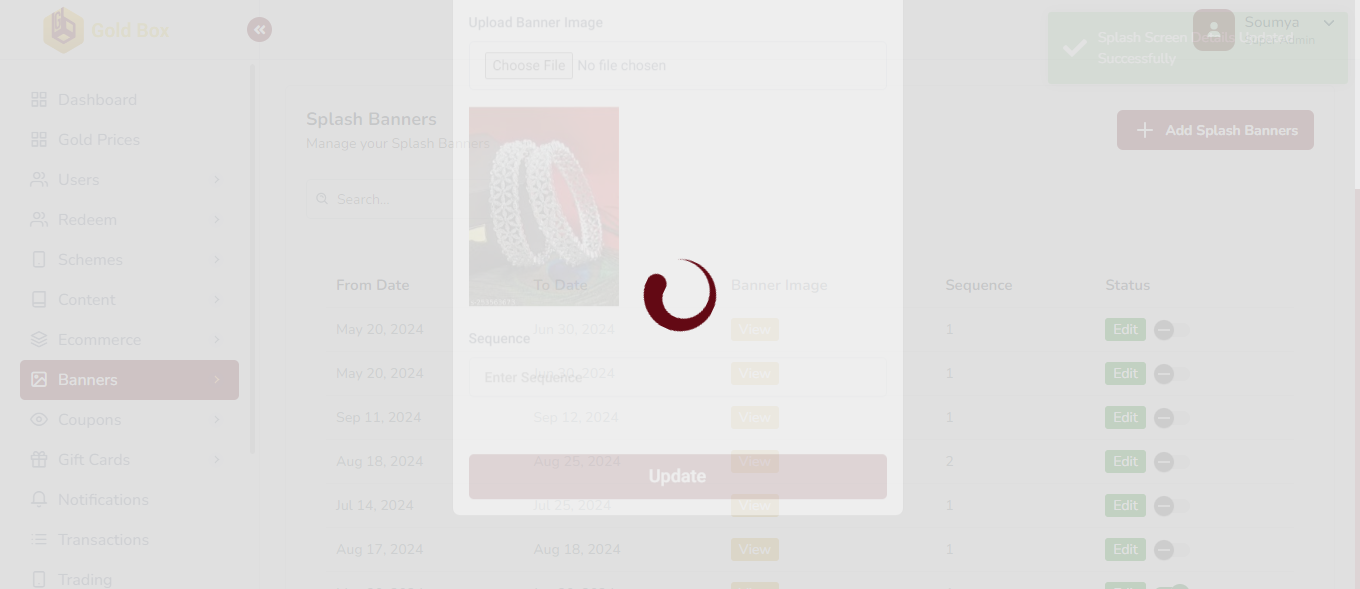 Gold Box
Upload Banner Image
Choose File No file chosen
Soumya
Admin
Splash Screen Details Updated
Successfully
Dashboard
Gold Prices
Users
Redeem
Schemes
Content
Ecommerce
Banners
Coupons
Gift Cards
Notifications
Transactions
Trading
Splash Banners
Manage your Splash Banners
Add Splash Banners
Search...
From Date To Date Banner Image Sequence Status
May 20, 2024 Jun 30, 2024 View 1 Edit
Sequence
May 20, 2024 Jun 30, 2024 View 1 Edit
Enter Sequence
Sep 11, 2024 Sep 12, 2024 View 1 Edit
Aug 18, 2024 Aug 25, 2024 View 2 Edit
Update
Jul 14, 2024 Jul 25, 2024 View 1 Edit
Aug 17, 2024 Aug 18, 2024 View 1 Edit